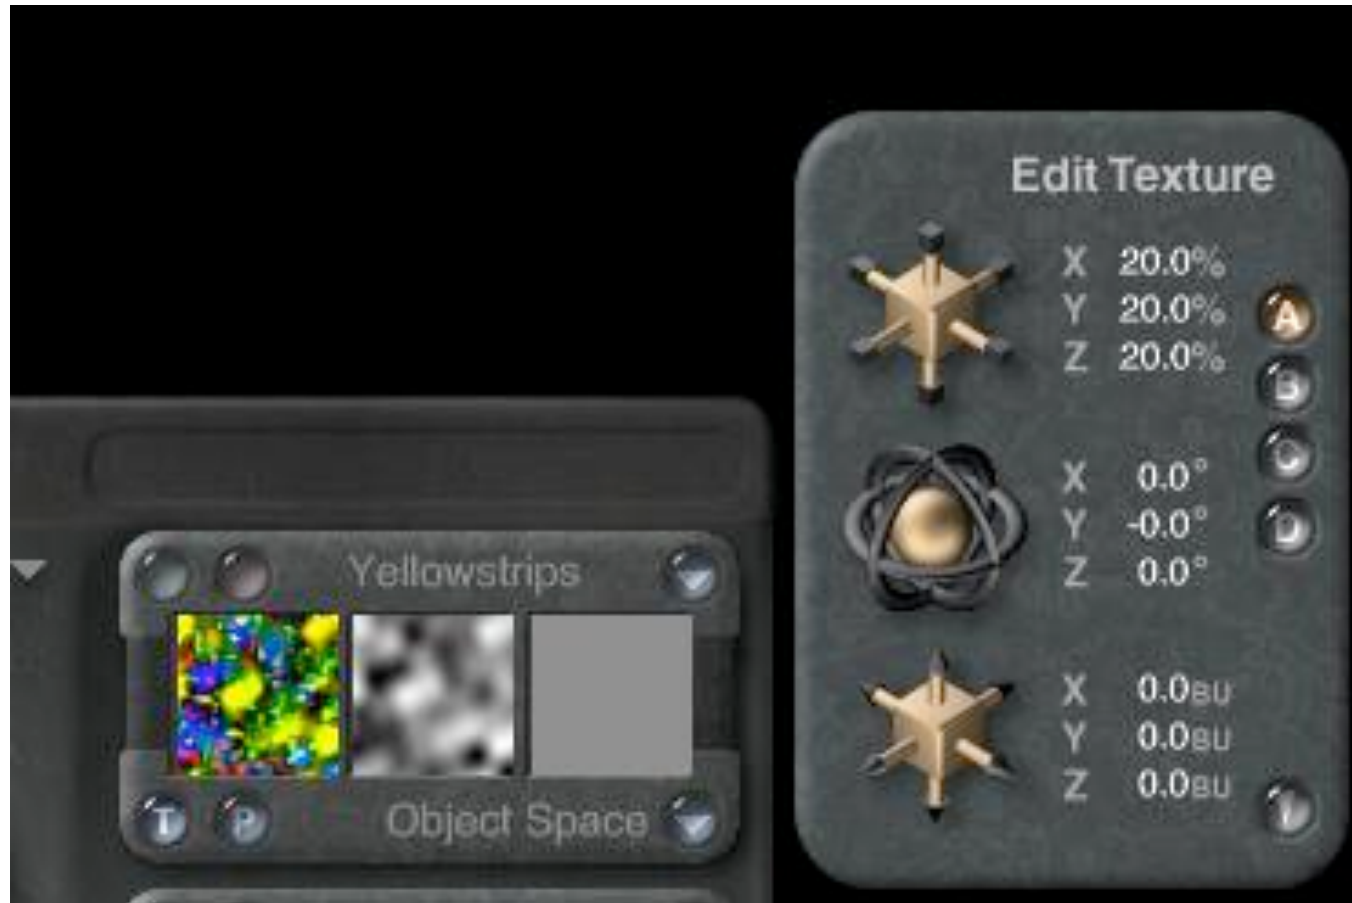 Edit Texture
X 20.0%
Y 20.0%
Z 20.0%
A
B
C
D
X 0.0°
Y -0.0°
Z 0.0°
X 0.0BU
Y 0.0BU
Z 0.0BU
Yellowstrips
T P
Object Space